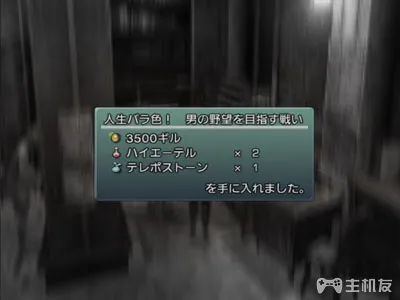 人生バラ色！　男の野望を目指す戦い
3500ギル
ハイエーテル × 2
テレポストーン × 1
を手に入れました。
主机友